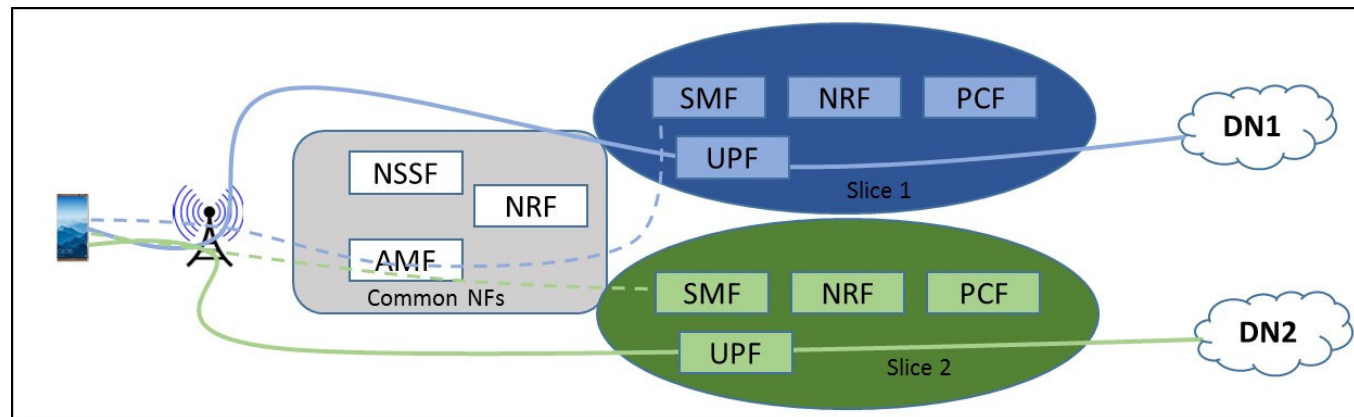 SMF
NRF
PCF
UPF
Slice 1
DN1
NSSF
NRF
AMF
Common NFs
SMF
NRF
PCF
UPF
Slice 2
DN2